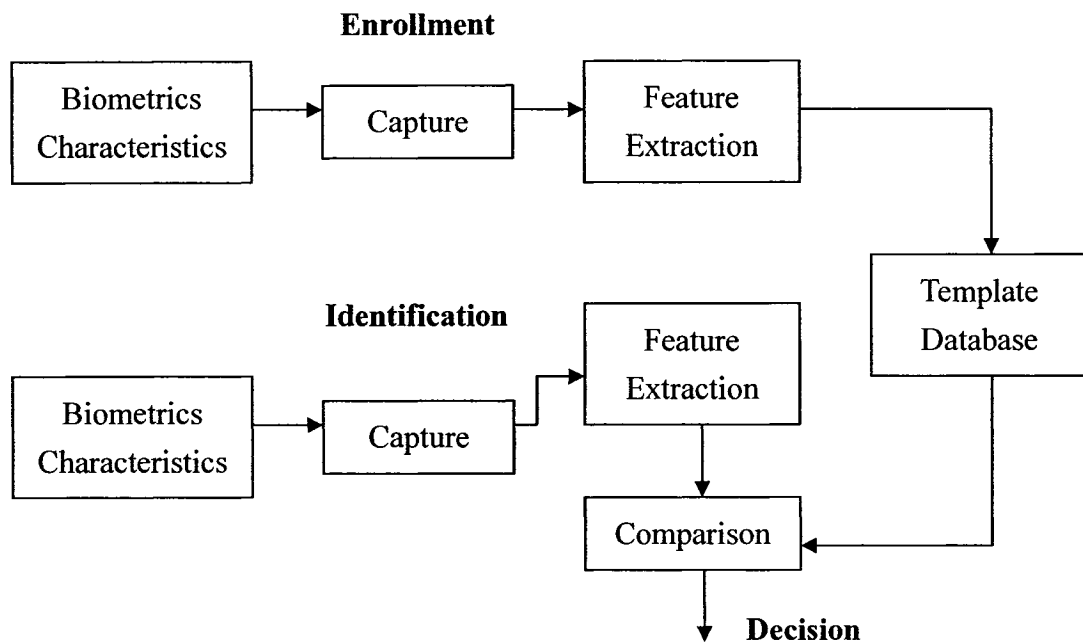 Enrollment
Biometrics
Characteristics
Capture
Feature
Extraction
Template
Database
Identification
Biometrics
Characteristics
Capture
Feature
Extraction
Comparison
Decision